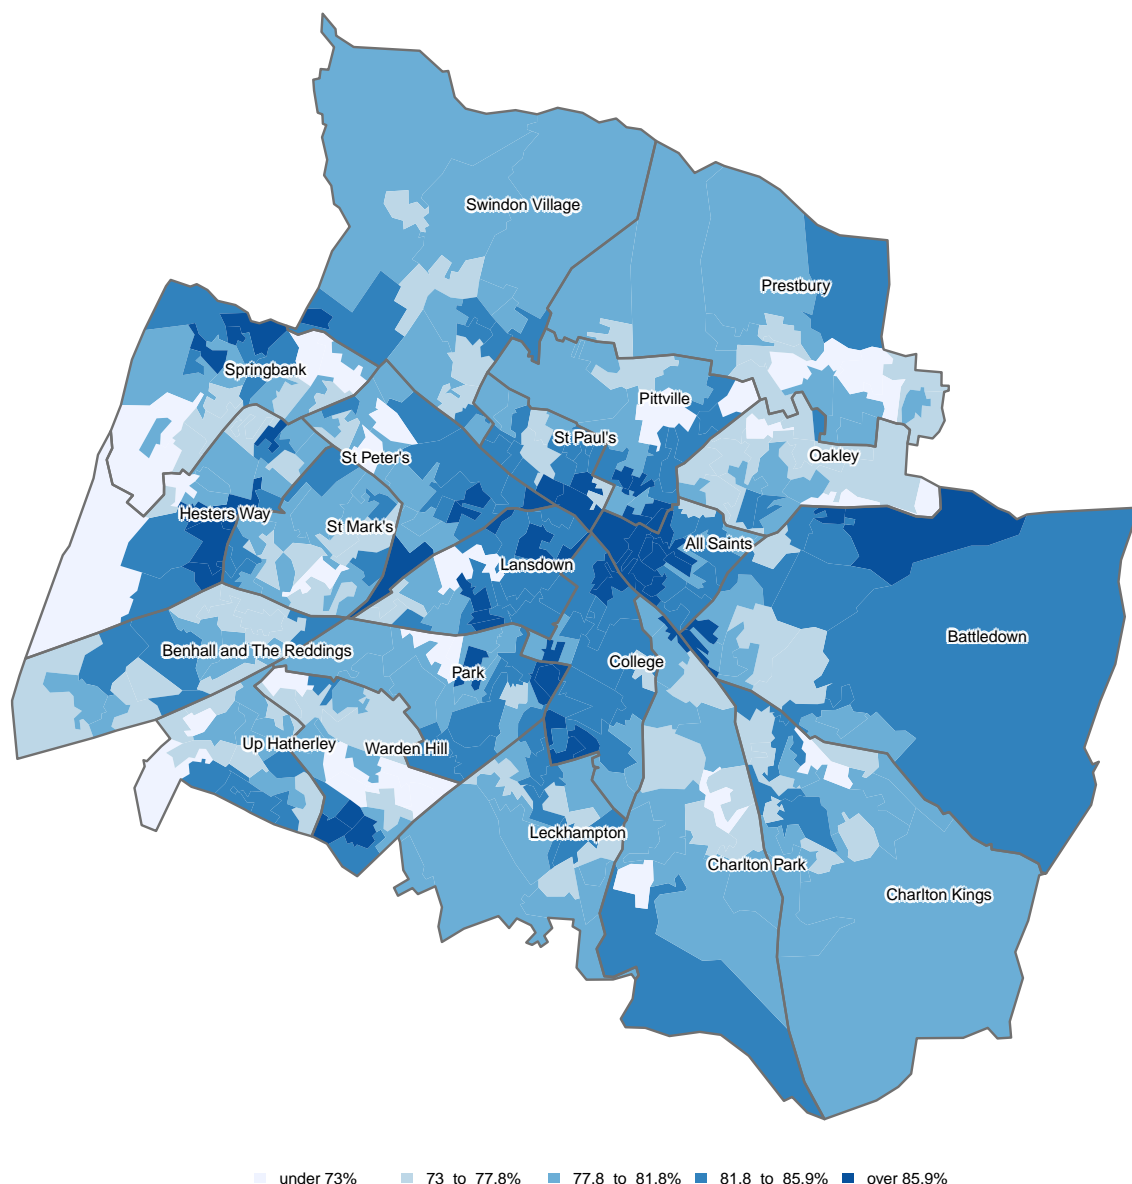 Swindon Village
Prestbury
Springbank
Pittville
St Paul's
St Peter's
Oakley
Hesters Way
St Mark's
All Saints
Lansdown
Battledown
Benhall and The Reddings
College
Park
Up Hatherley
Warden Hill
Leckhampton
Charlton Park
Charlton Kings
under 73% 73 to 77.8% 77.8 to 81.8% 81.8 to 85.9% over 85.9%